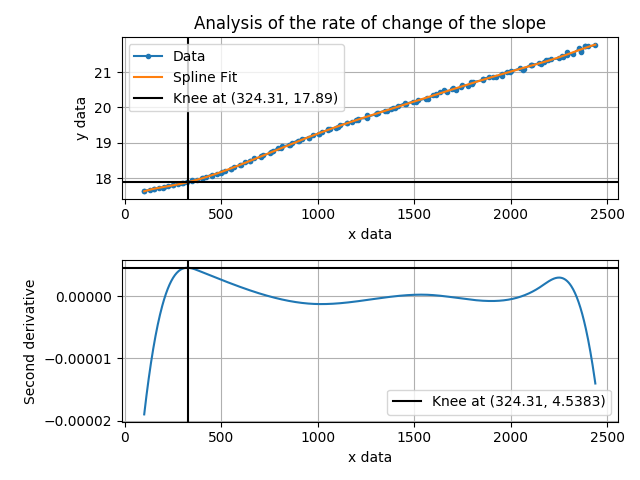 Analysis of the rate of change of the slope
Data
Spline Fit
Knee at (324.31, 17.89)
y data
21
20
19
18
0 500 1000 1500 2000 2500
x data
Second derivative
0.00000
−0.00001
−0.00002
Knee at (324.31, 4.5383)
0 500 1000 1500 2000 2500
x data